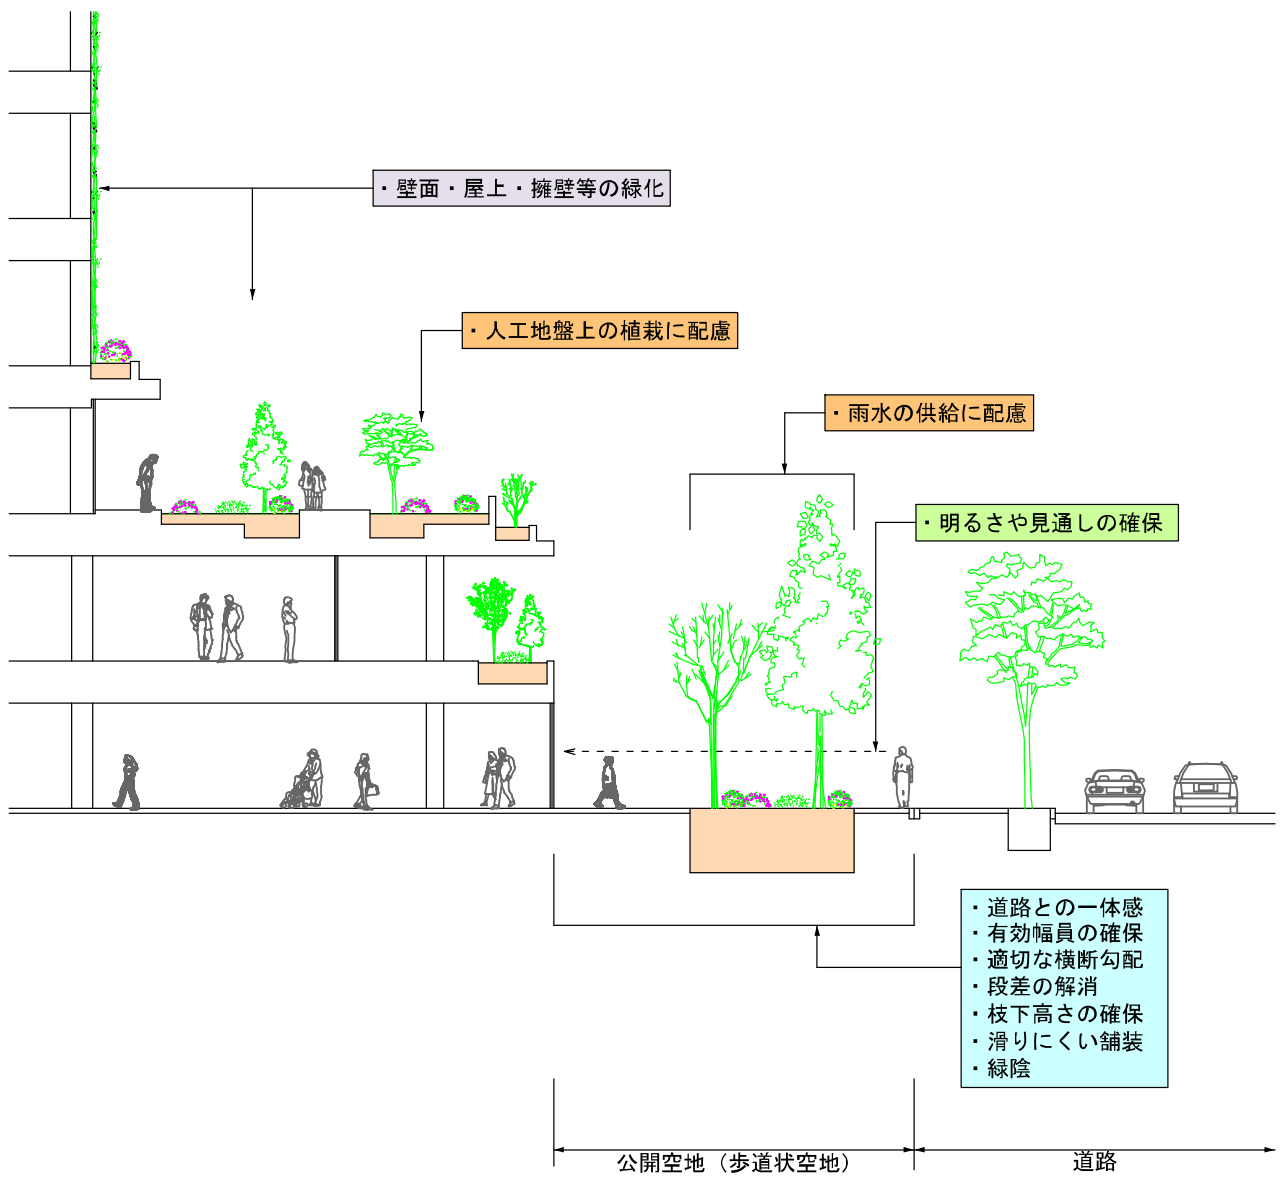 ・壁面・屋上・擁壁等の緑化
・人工地盤上の植栽に配慮
・雨水の供給に配慮
・明るさや見通しの確保
・道路との一体感
・有効幅員の確保
・適切な横断勾配
・段差の解消
・枝下高さの確保
・滑りにくい舗装
・緑陰
公開空地（歩道状空地）
道路